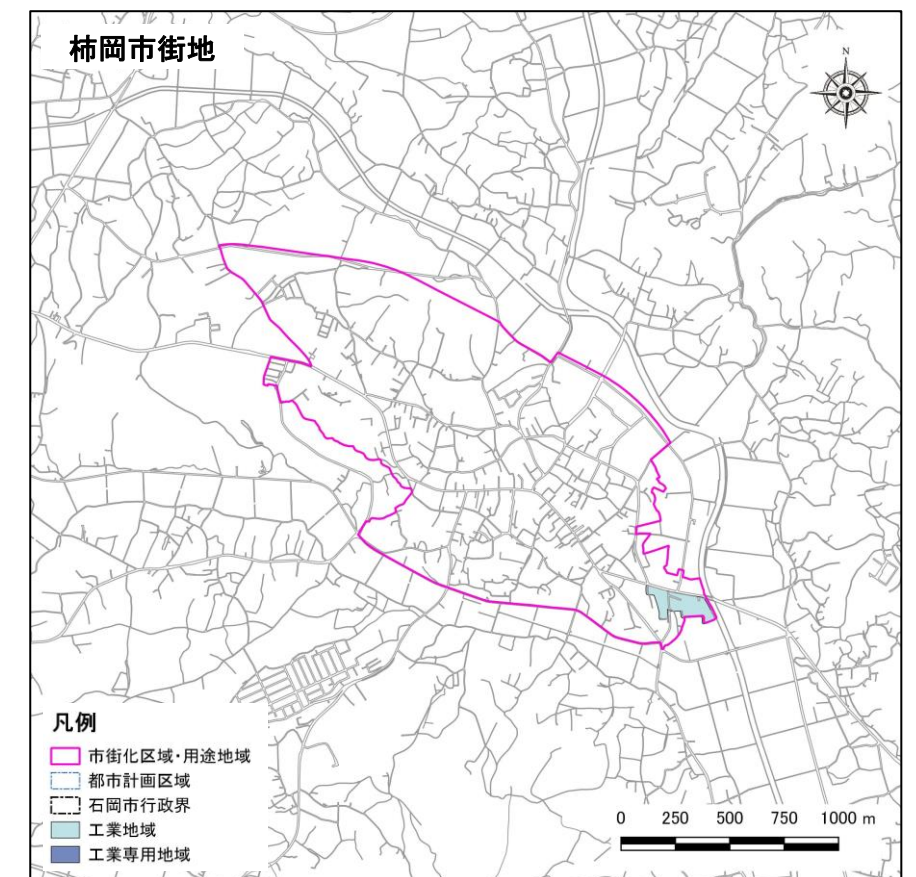 柿岡市街地
N
凡例
市街化区域・用途地域
都市計画区域
石岡市行政界
工業地域
工業専用地域
0 250 500 750 1000 m